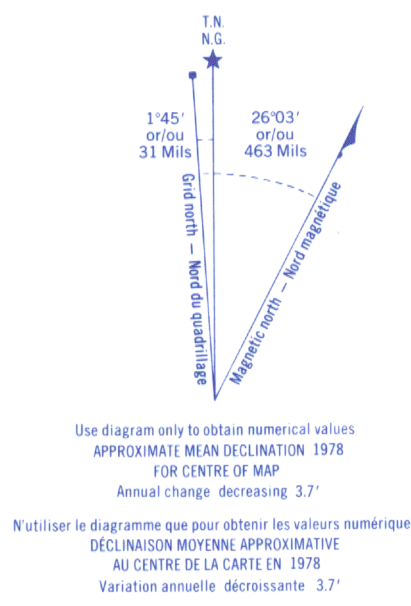 T.N.
N.G.
1°45′
or/ou
31 Mils
26°03′
or/ou
463 Mils
Grid north — Nord du quadrillage
Magnetic north — Nord magnétique
Use diagram only to obtain numerical values
APPROXIMATE MEAN DECLINATION 1978
FOR CENTRE OF MAP
Annual change decreasing 3.7′
N'utiliser le diagramme que pour obtenir les valeurs numérique
DÉCLINAISON MOYENNE APPROXIMATIVE
AU CENTRE DE LA CARTE EN 1978
Variation annuelle décroissante 3.7′